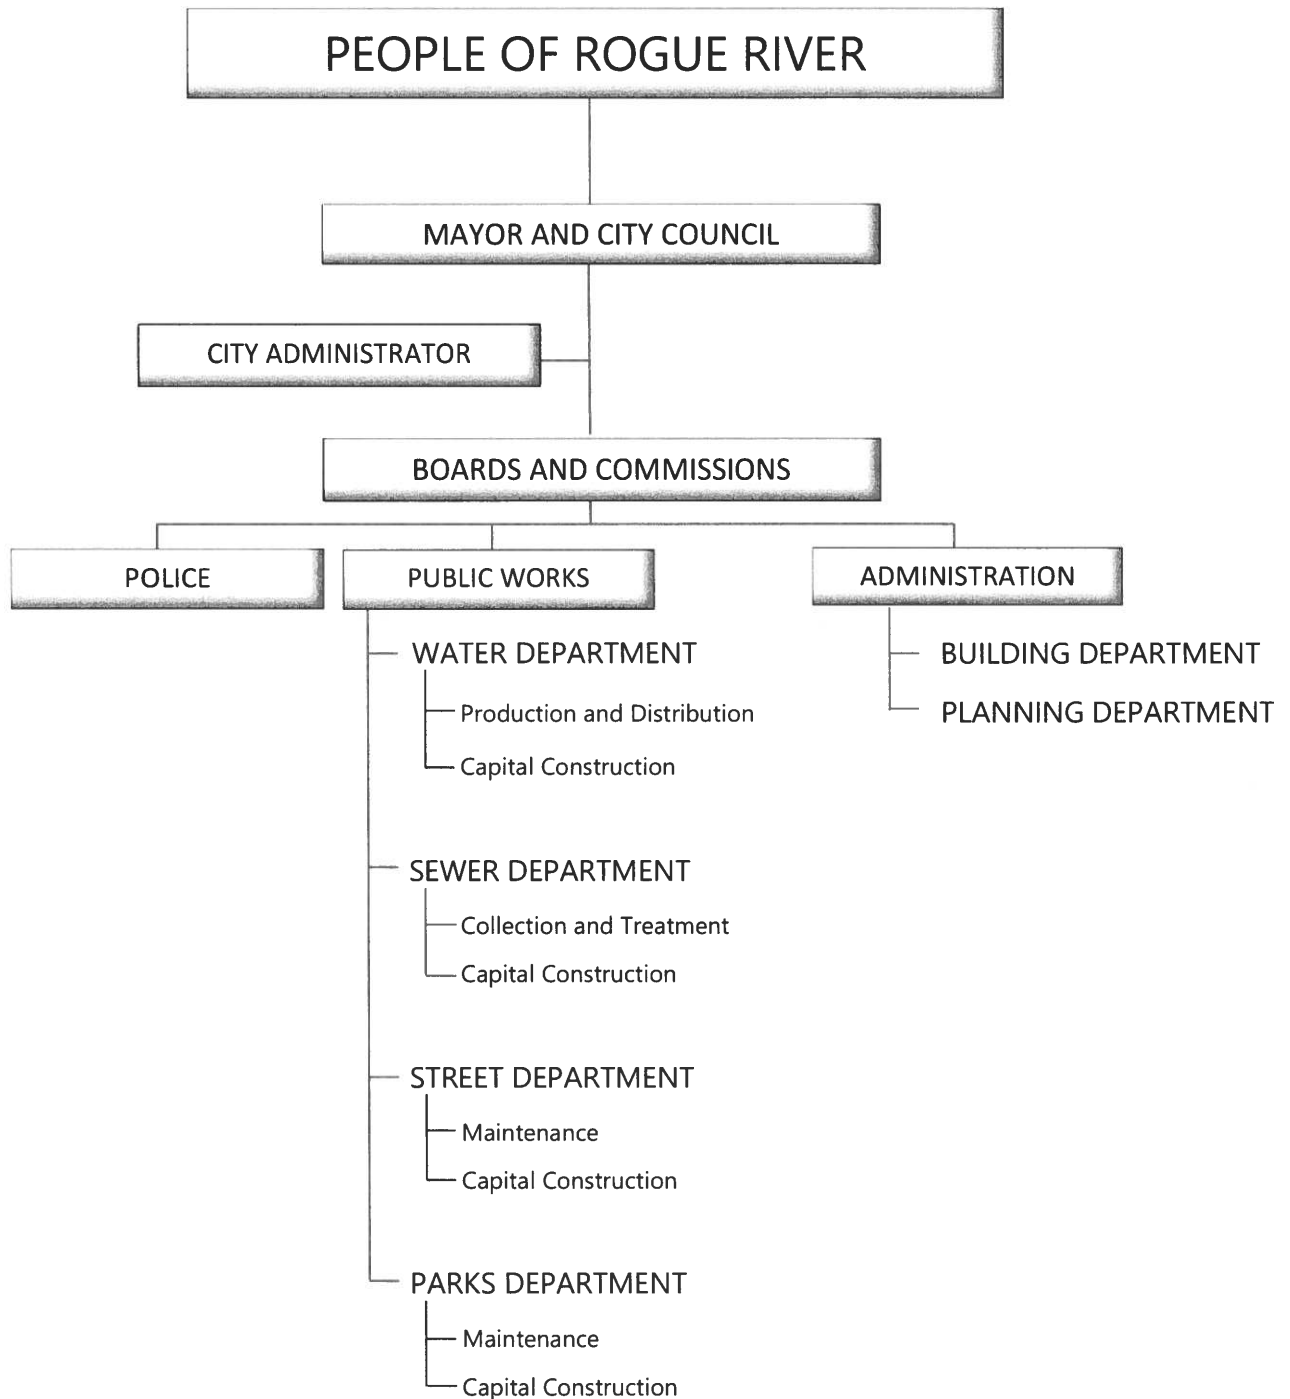 PEOPLE OF ROGUE RIVER
MAYOR AND CITY COUNCIL
CITY ADMINISTRATOR
BOARDS AND COMMISSIONS
POLICE
PUBLIC WORKS
ADMINISTRATION
WATER DEPARTMENT
Production and Distribution
Capital Construction
SEWER DEPARTMENT
Collection and Treatment
Capital Construction
STREET DEPARTMENT
Maintenance
Capital Construction
PARKS DEPARTMENT
Maintenance
Capital Construction
BUILDING DEPARTMENT
PLANNING DEPARTMENT